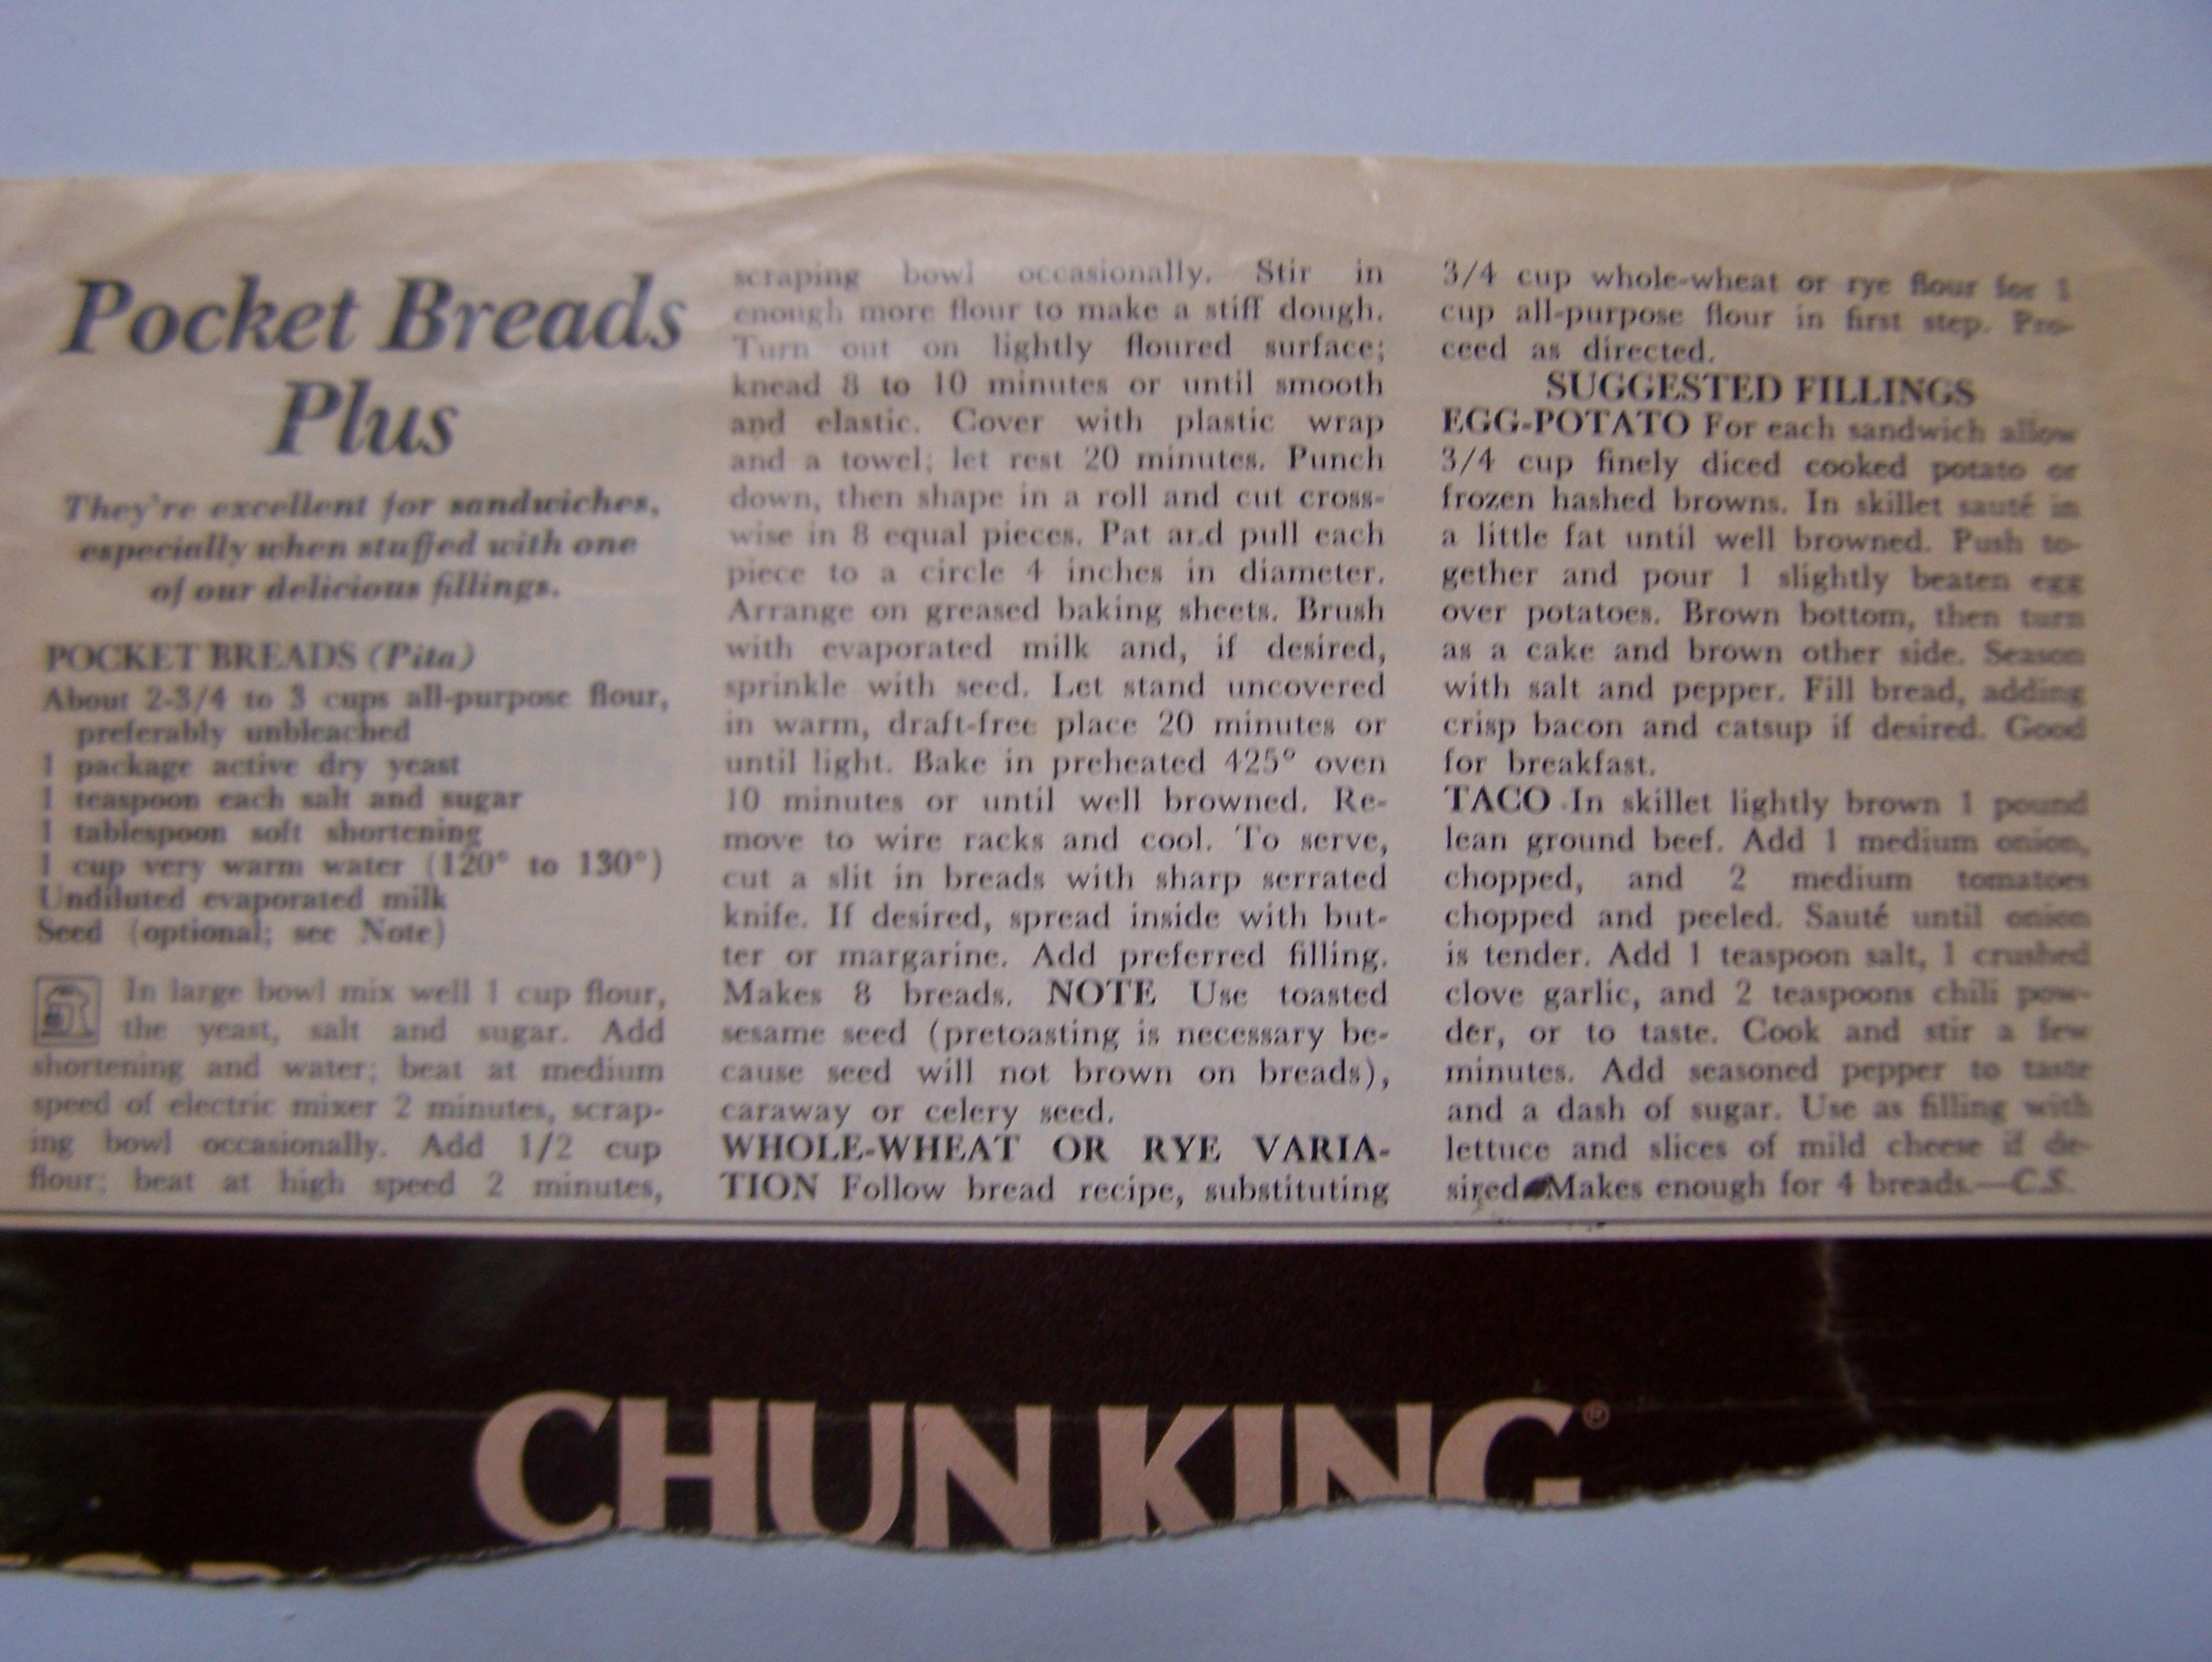 Pocket Breads
Plus
They're excellent for sandwiches,
especially when stuffed with one
of our delicious fillings.
POCKET BREADS (Pita)
About 2-3/4 to 3 cups all-purpose flour,
preferably unbleached
1 package active dry yeast
1 teaspoon each salt and sugar
1 tablespoon soft shortening
1 cup very warm water (120° to 130°)
Undiluted evaporated milk
Seed (optional; see Note)
In large bowl mix well 1 cup flour,
the yeast, salt and sugar. Add
shortening and water; beat at medium
speed of electric mixer 2 minutes, scrap-
ing bowl occasionally. Add 1/2 cup
flour; beat at high speed 2 minutes,
scraping bowl occasionally. Stir in
enough more flour to make a stiff dough.
Turn out on lightly floured surface;
knead 8 to 10 minutes or until smooth
and elastic. Cover with plastic wrap
and a towel; let rest 20 minutes. Punch
down, then shape in a roll and cut cross-
wise in 8 equal pieces. Pat and pull each
piece to a circle 4 inches in diameter.
Arrange on greased baking sheets. Brush
with evaporated milk and, if desired,
sprinkle with seed. Let stand uncovered
in warm, draft-free place 20 minutes or
until light. Bake in preheated 425° oven
10 minutes or until well browned. Re-
move to wire racks and cool. To serve,
cut a slit in breads with sharp serrated
knife. If desired, spread inside with but-
ter or margarine. Add preferred filling.
Makes 8 breads. NOTE Use toasted
sesame seed (pretoasting is necessary be-
cause seed will not brown on breads),
caraway or celery seed.
WHOLE-WHEAT OR RYE VARIA-
TION Follow bread recipe, substituting
3/4 cup whole-wheat or rye flour for 1
cup all-purpose flour in first step. Pro-
ceed as directed.
SUGGESTED FILLINGS
EGG-POTATO For each sandwich allow
3/4 cup finely diced cooked potato or
frozen hashed browns. In skillet sauté in
a little fat until well browned. Push to-
gether and pour 1 slightly beaten egg
over potatoes. Brown bottom, then turn
as a cake and brown other side. Season
with salt and pepper. Fill bread, adding
crisp bacon and catsup if desired. Good
for breakfast.
TACO In skillet lightly brown 1 pound
lean ground beef. Add 1 medium onion,
chopped, and 2 medium tomatoes
chopped and peeled. Sauté until onion
is tender. Add 1 teaspoon salt, 1 crushed
clove garlic, and 2 teaspoons chili pow-
der, or to taste. Cook and stir a few
minutes. Add seasoned pepper to taste
and a dash of sugar. Use as filling with
lettuce and slices of mild cheese if de-
sired. Makes enough for 4 breads.—C.S.
CHUN KING®